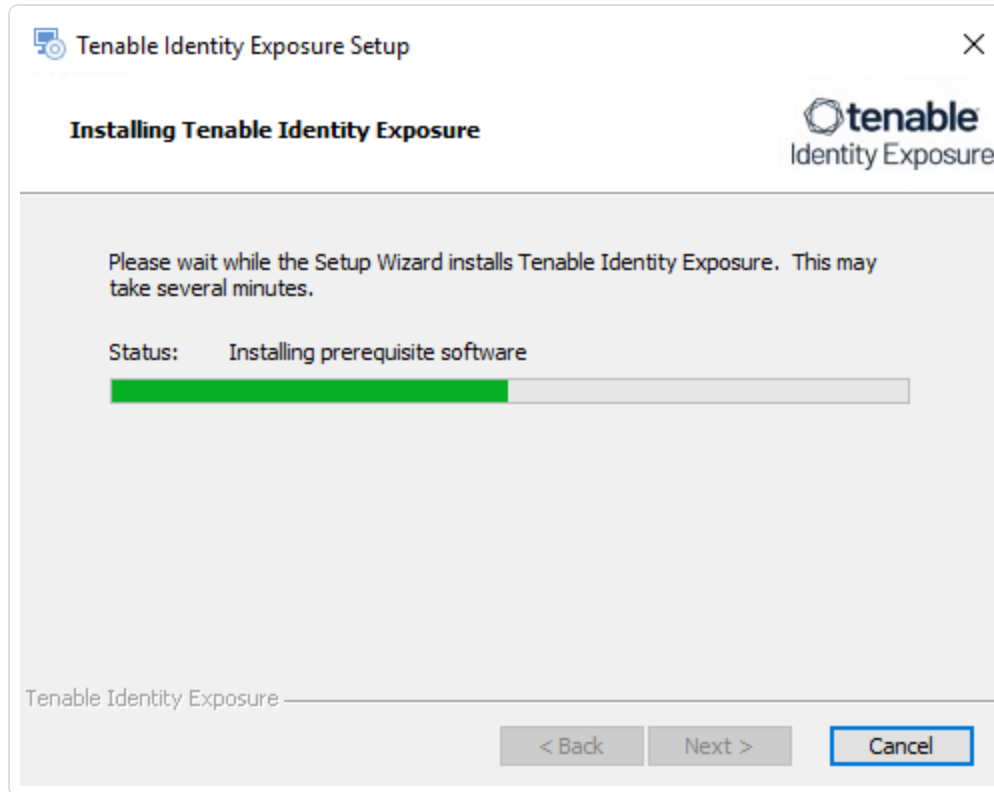 Tenable Identity Exposure Setup
Installing Tenable Identity Exposure
tenable
Identity Exposure
Please wait while the Setup Wizard installs Tenable Identity Exposure. This may
take several minutes.
Status: Installing prerequisite software
Tenable Identity Exposure
< Back Next > Cancel